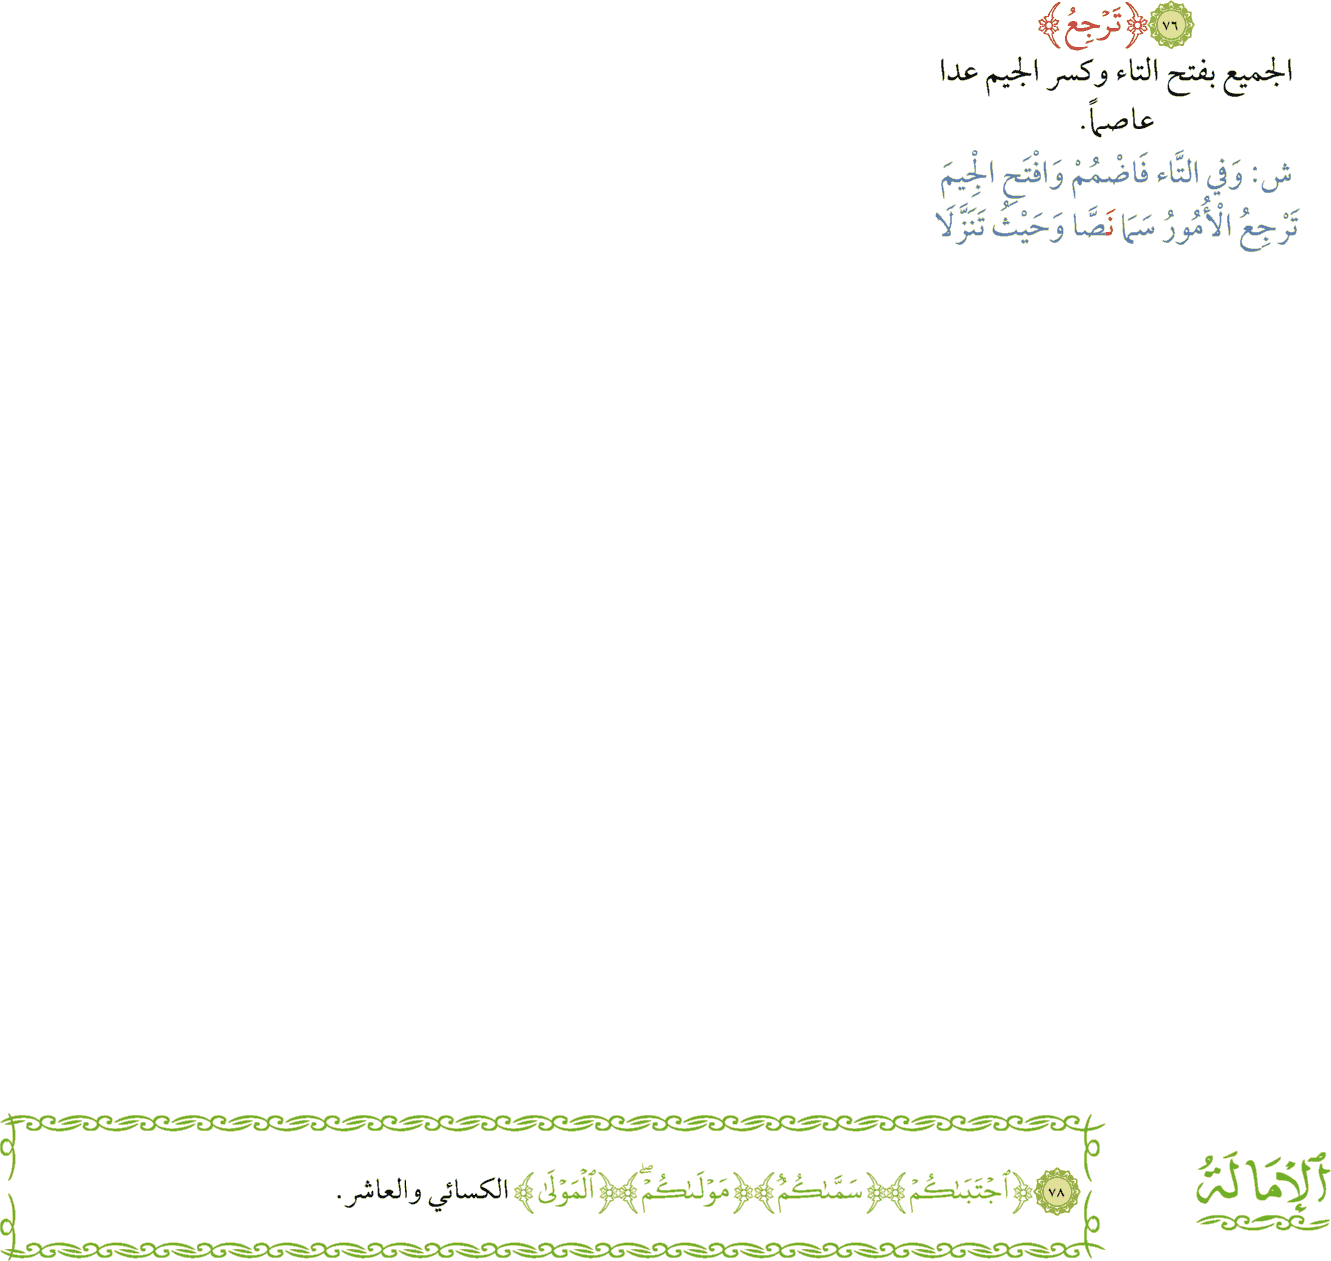 ٧٦ ﴿تَرْجِعُ﴾
الجميع بفتح التاء وكسر الجيم عدا
عاصماً.
ش: وَفِي التَّاء فَاضْمُمْ وَافْتَحِ الْجِيمَ
تَرْجِعُ الْأُمُورُ سَمَا نَصًّا وَحَيْثُ تَنَزَّلَا
ٱلْإِمَالَةُ
٧٨ ﴿ٱجۡتَبَىٰكُمۡ﴾﴿سَمَّىٰكُمُ﴾﴿مَوۡلَىٰكُمۡۖ﴾﴿ٱلۡمَوۡلَىٰ﴾ الكسائي والعاشر.